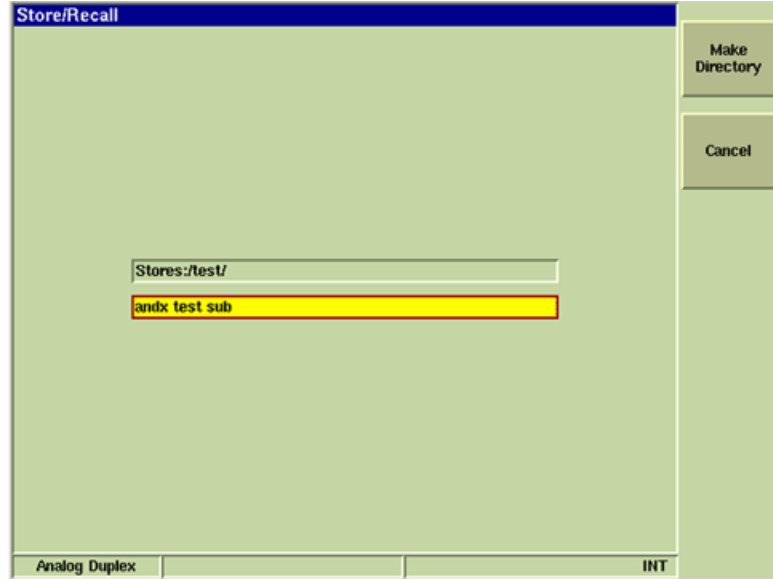 Store/Recall
Make
Directory
Cancel
Stores:/test/
andx test sub
Analog Duplex
INT